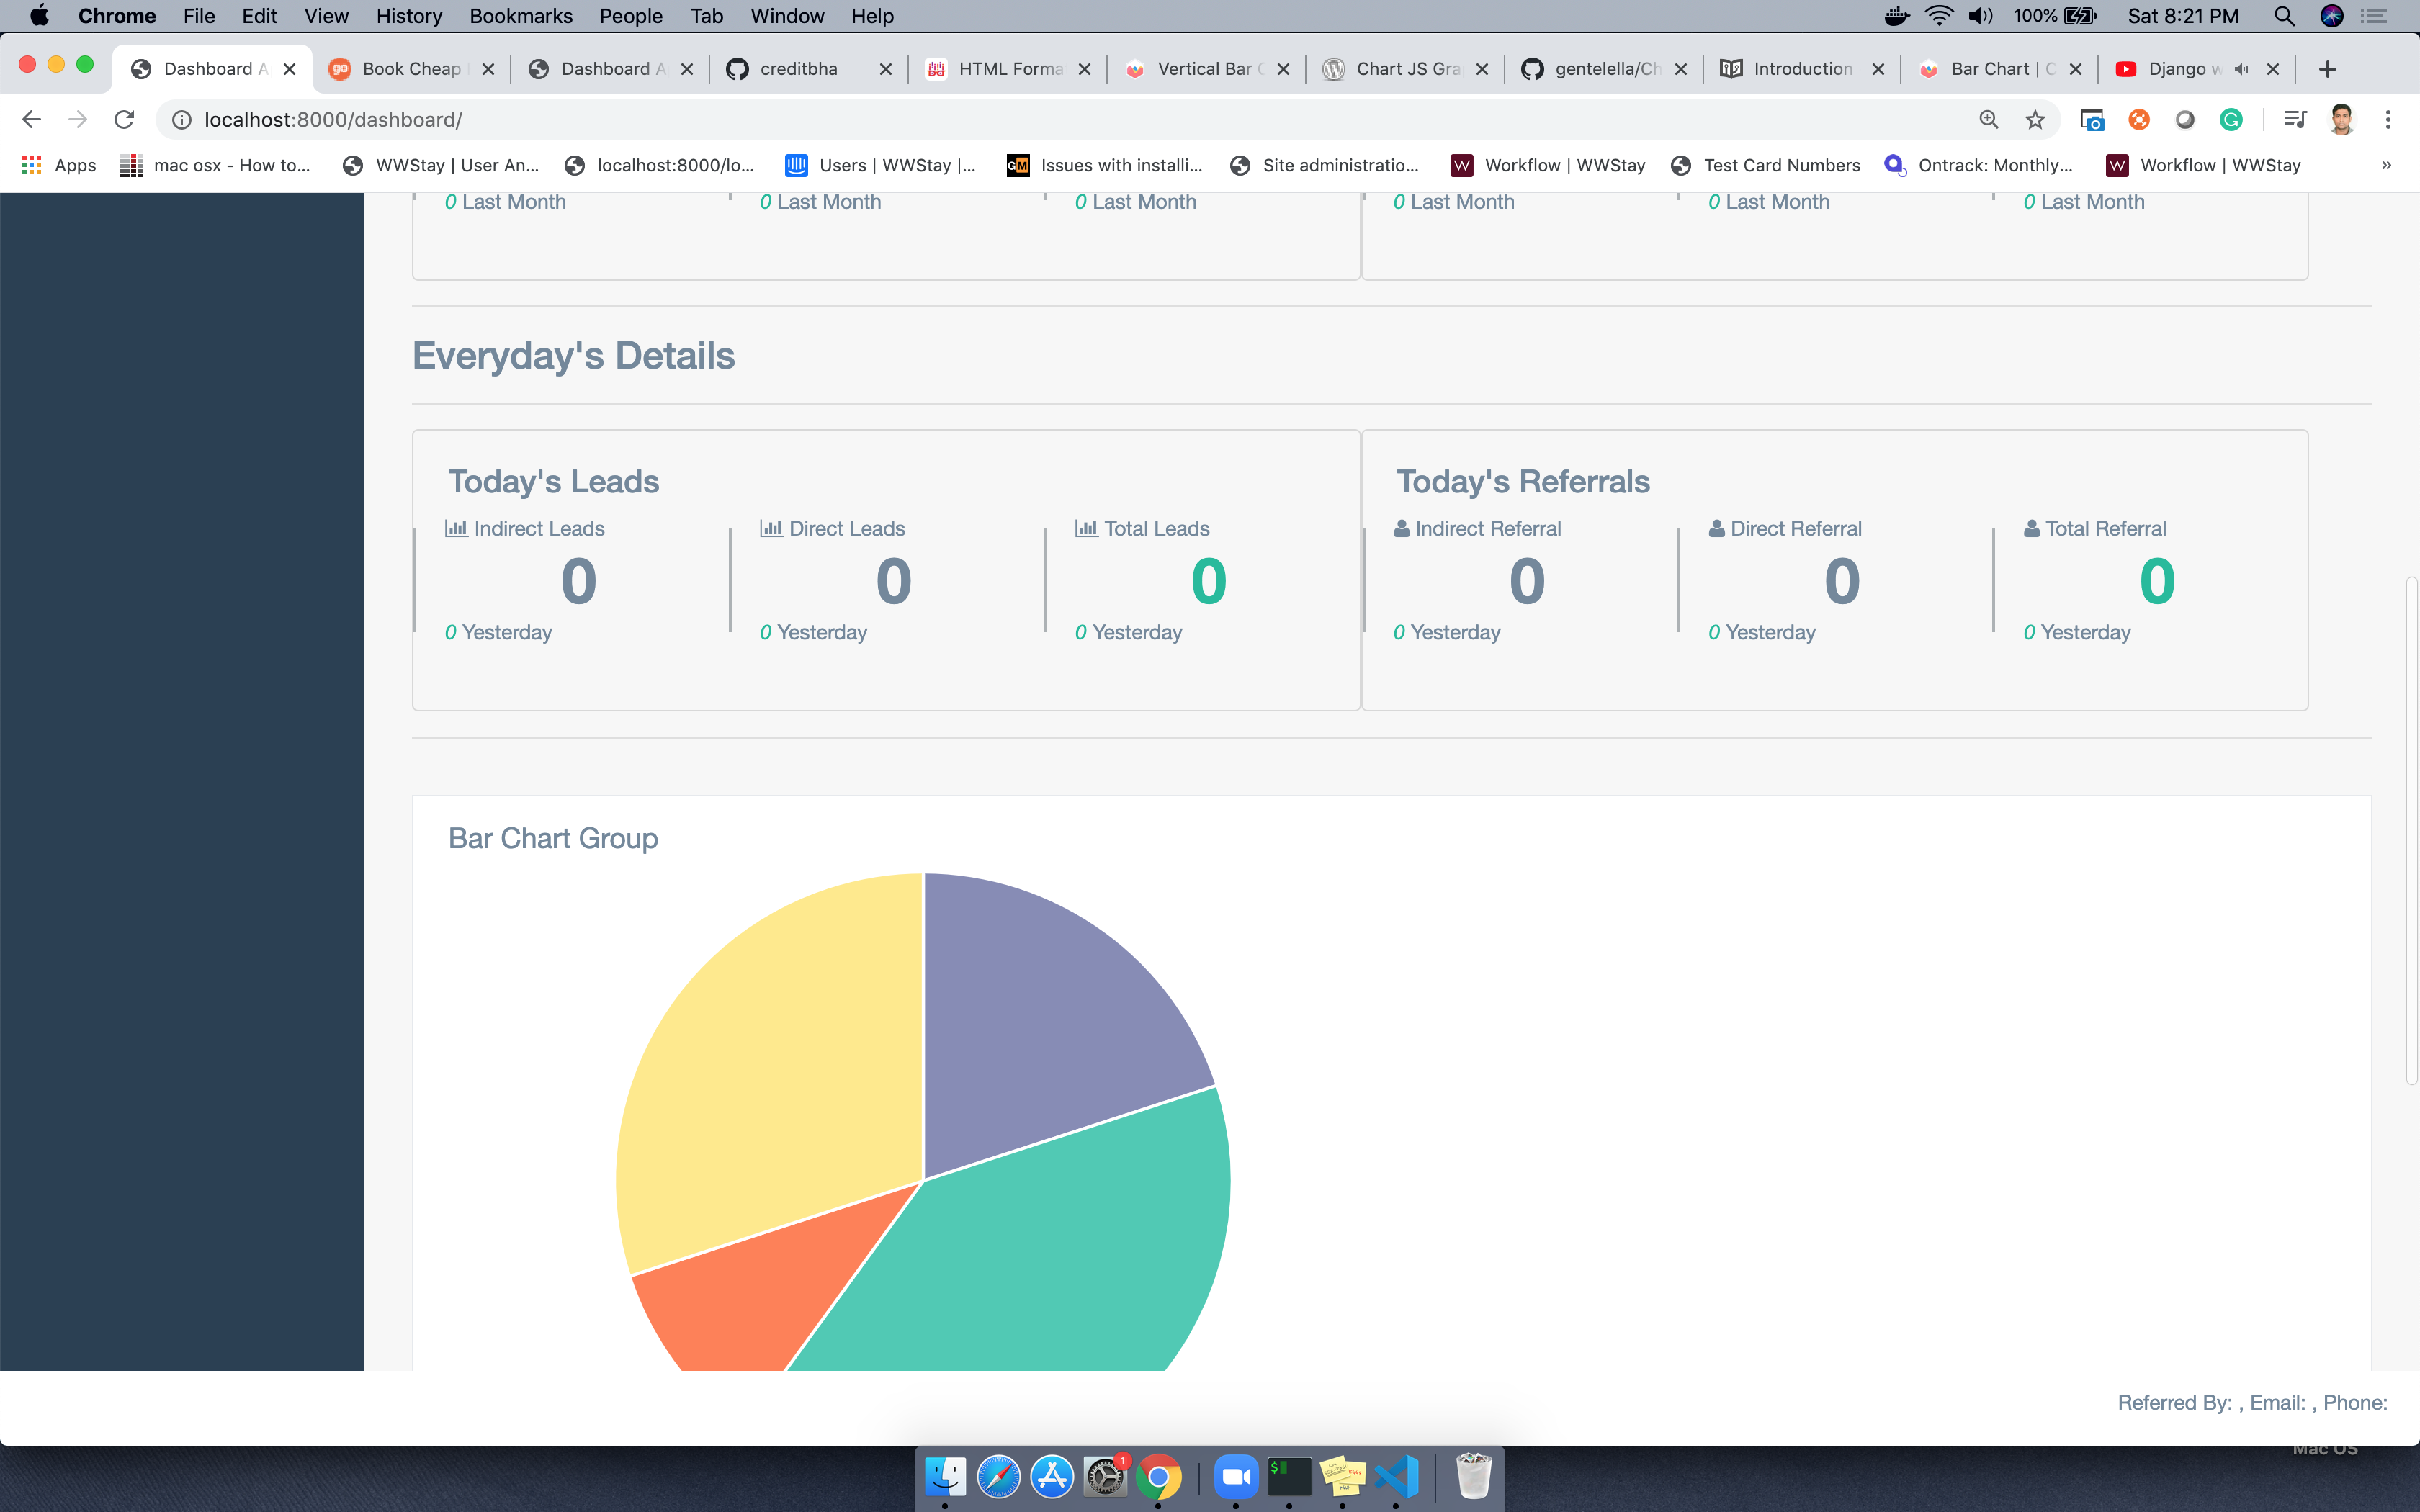 Chrome File Edit View History Bookmarks People Tab Window Help 100% Sat 8:21 PM
Dashboard A Book Cheap Dashboard A creditbha HTML Forma Vertical Bar C Chart JS Gra gentelella/Ch Introduction Bar Chart | C Django w
localhost:8000/dashboard/
Apps mac osx - How to... WWStay | User An... localhost:8000/lo... Users | WWStay |... Issues with installi... Site administratio... Workflow | WWStay Test Card Numbers Ontrack: Monthly... Workflow | WWStay »
0 Last Month 0 Last Month 0 Last Month 0 Last Month 0 Last Month 0 Last Month
Everyday's Details
Today's Leads Today's Referrals
Indirect Leads Direct Leads Total Leads Indirect Referral Direct Referral Total Referral
0 0 0 0 0 0
0 Yesterday 0 Yesterday 0 Yesterday 0 Yesterday 0 Yesterday 0 Yesterday
Bar Chart Group
Referred By: , Email: , Phone:
Mac OS
1